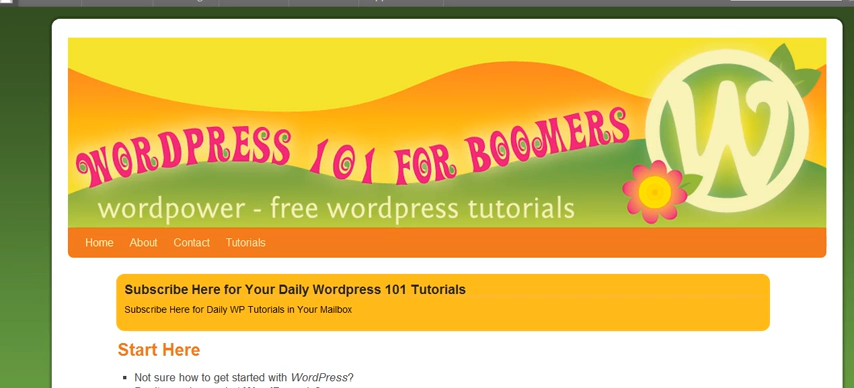 WORDPRESS 101 FOR BOOMERS
W
wordpower - free wordpress tutorials
Home About Contact Tutorials
Subscribe Here for Your Daily Wordpress 101 Tutorials
Subscribe Here for Daily WP Tutorials in Your Mailbox
Start Here
Not sure how to get started with WordPress?